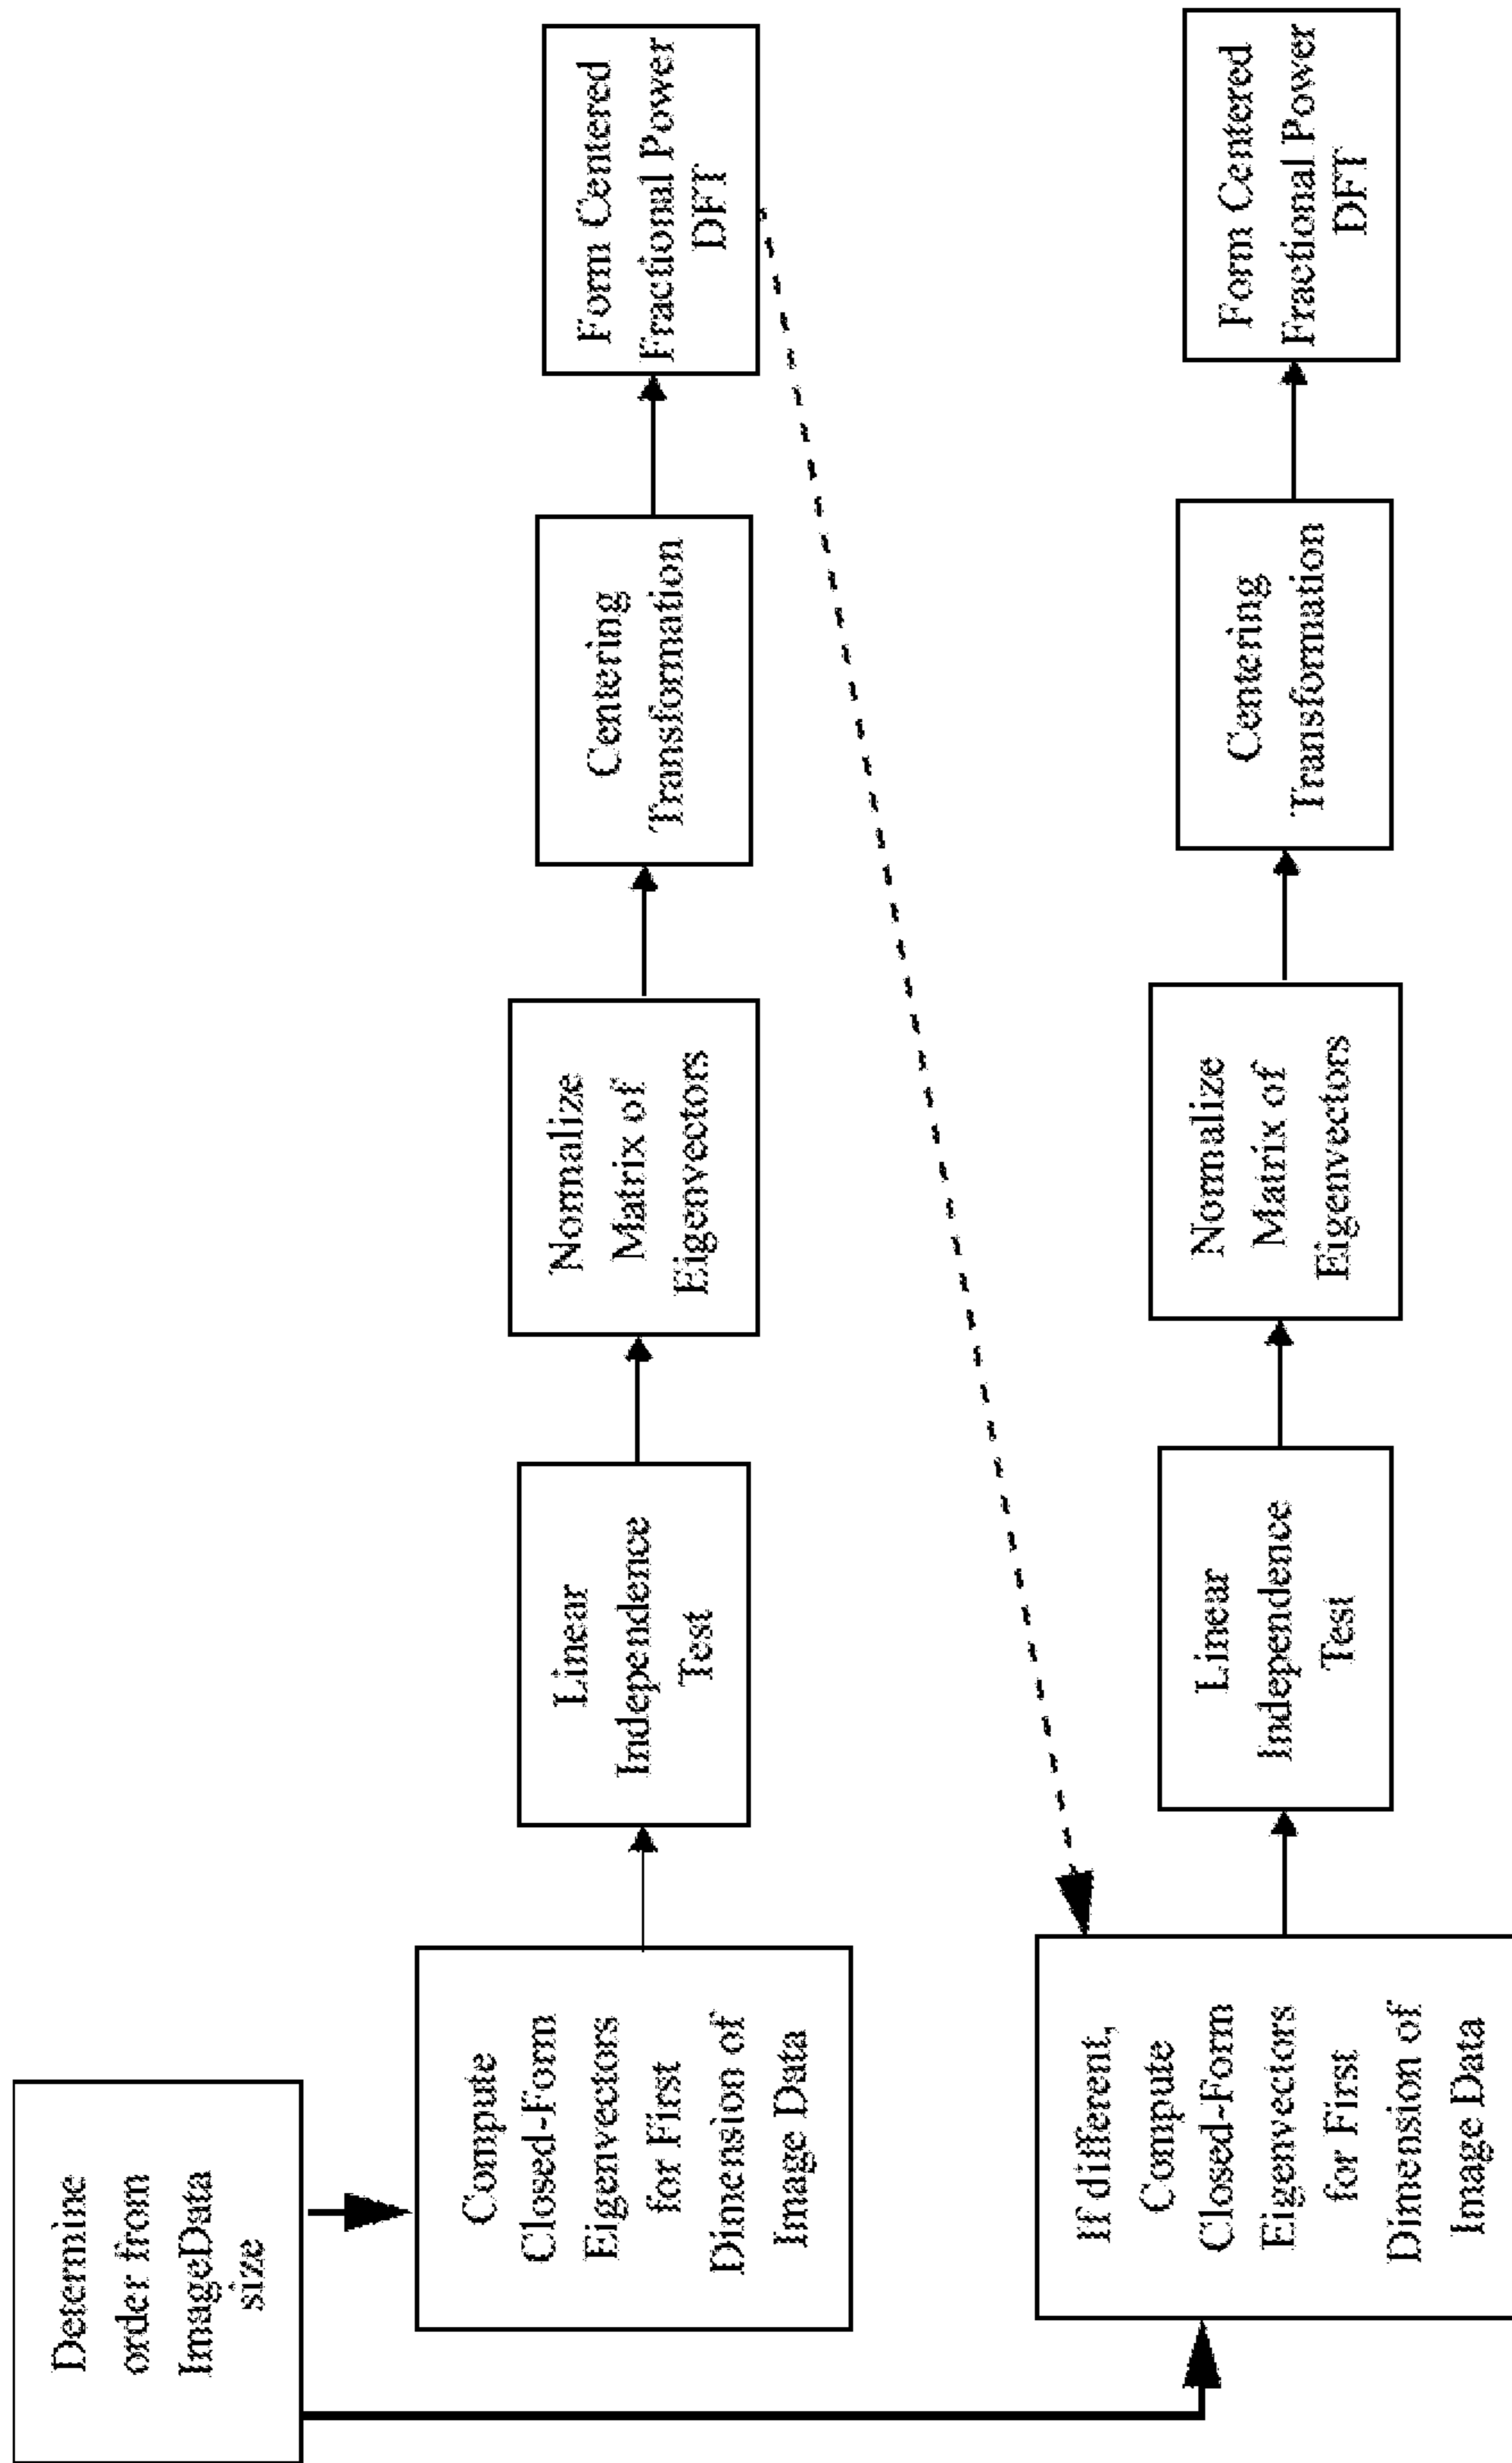 Determine
order from
ImageData
size
Compute
Closed-Form
Eigenvectors
for First
Dimension of
Image Data
Linear
Independence
Test
Normalize
Matrix of
Eigenvectors
Centering
Transformation
Form Centered
Fractional Power
DFT
If different,
Compute
Closed-Form
Eigenvectors
for First
Dimension of
Image Data
Linear
Independence
Test
Normalize
Matrix of
Eigenvectors
Centering
Transformation
Form Centered
Fractional Power
DFT